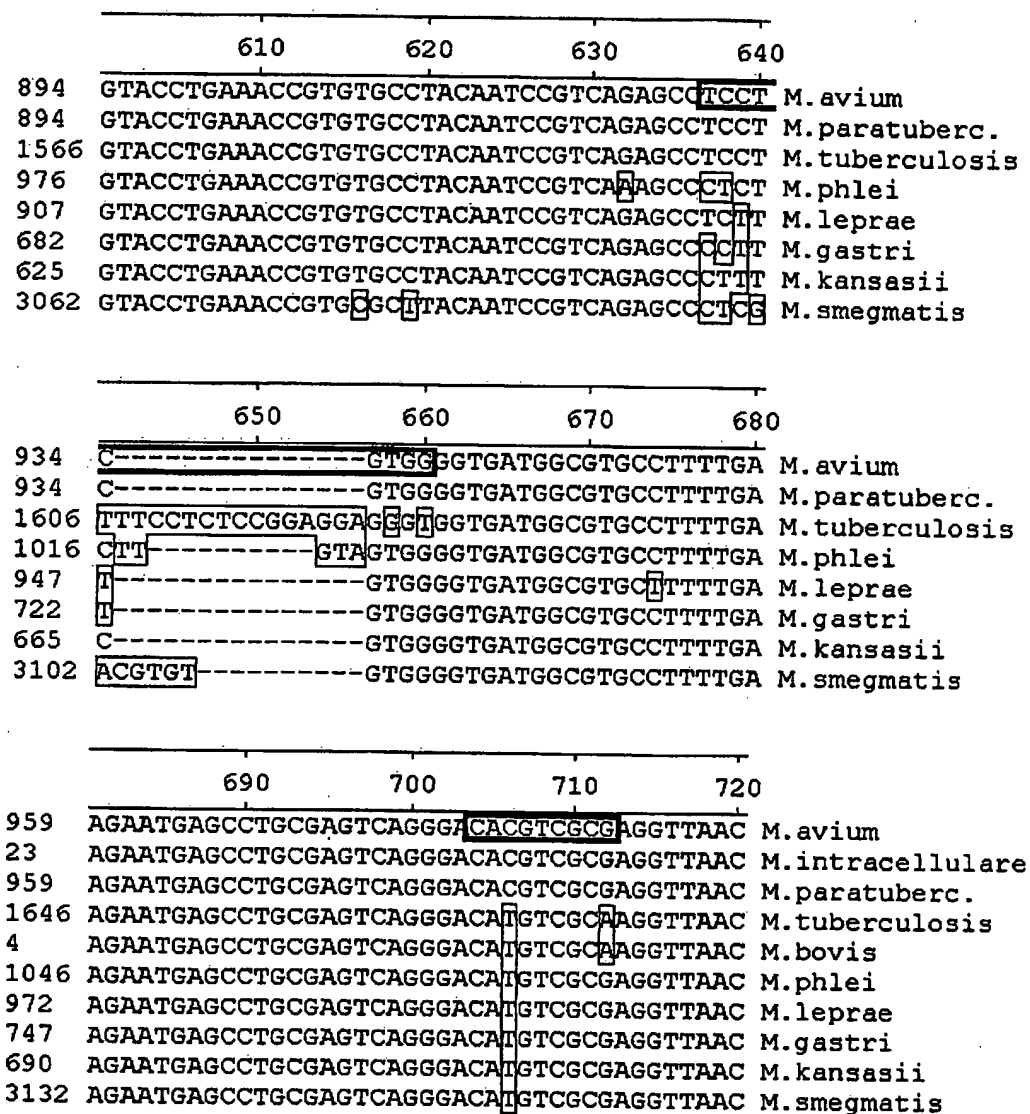 610 620 630 640
894 GTACCTGAAACCGTGTGCCTACAATCCGTCAGAGCCTCCT M.avium
894 GTACCTGAAACCGTGTGCCTACAATCCGTCAGAGCCTCCT M.paratuberc.
1566 GTACCTGAAACCGTGTGCCTACAATCCGTCAGAGCCTCCT M.tuberculosis
976 GTACCTGAAACCGTGTGCCTACAATCCGTCAAAGCCCTCT M.phlei
907 GTACCTGAAACCGTGTGCCTACAATCCGTCAGAGCCTCTT M.leprae
682 GTACCTGAAACCGTGTGCCTACAATCCGTCAGAGCCCCTT M.gastri
625 GTACCTGAAACCGTGTGCCTACAATCCGTCAGAGCCCTTT M.kansasii
3062 GTACCTGAAACCGTGCGCTTACAATCCGTCAGAGCCCTCG M.smegmatis
650 660 670 680
934 C---------------GTGGGGTGATGGCGTGCCTTTTGA M.avium
934 C---------------GTGGGGTGATGGCGTGCCTTTTGA M.paratuberc.
1606 TTTCCTCTCCGGAGGAGGGTGGTGATGGCGTGCCTTTTGA M.tuberculosis
1016 CTT----------GTAGTGGGGTGATGGCGTGCCTTTTGA M.phlei
947 T---------------GTGGGGTGATGGCGTGCTTTTTGA M.leprae
722 T---------------GTGGGGTGATGGCGTGCCTTTTGA M.gastri
665 C---------------GTGGGGTGATGGCGTGCCTTTTGA M.kansasii
3102 ACGTGT----------GTGGGGTGATGGCGTGCCTTTTGA M.smegmatis
690 700 710 720
959 AGAATGAGCCTGCGAGTCAGGGACACGTCGCGAGGTTAAC M.avium
23 AGAATGAGCCTGCGAGTCAGGGACACGTCGCGAGGTTAAC M.intracellulare
959 AGAATGAGCCTGCGAGTCAGGGACACGTCGCGAGGTTAAC M.paratuberc.
1646 AGAATGAGCCTGCGAGTCAGGGACATGTCGCAAGGTTAAC M.tuberculosis
4 AGAATGAGCCTGCGAGTCAGGGACATGTCGCAAGGTTAAC M.bovis
1046 AGAATGAGCCTGCGAGTCAGGGACATGTCGCGAGGTTAAC M.phlei
972 AGAATGAGCCTGCGAGTCAGGGACATGTCGCGAGGTTAAC M.leprae
747 AGAATGAGCCTGCGAGTCAGGGACATGTCGCGAGGTTAAC M.gastri
690 AGAATGAGCCTGCGAGTCAGGGACATGTCGCGAGGTTAAC M.kansasii
3132 AGAATGAGCCTGCGAGTCAGGGACATGTCGCGAGGTTAAC M.smegmatis